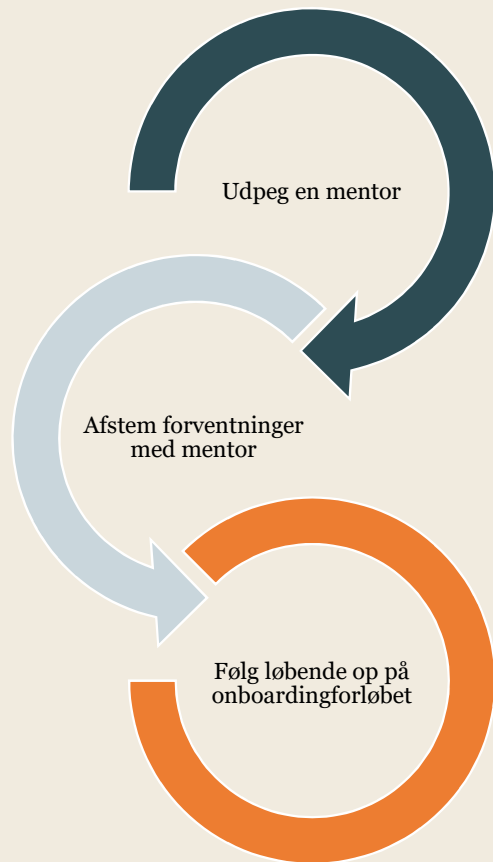 Udpeg en mentor
Afstem forventninger
med mentor
Følg løbende op på
onboardingforløbet